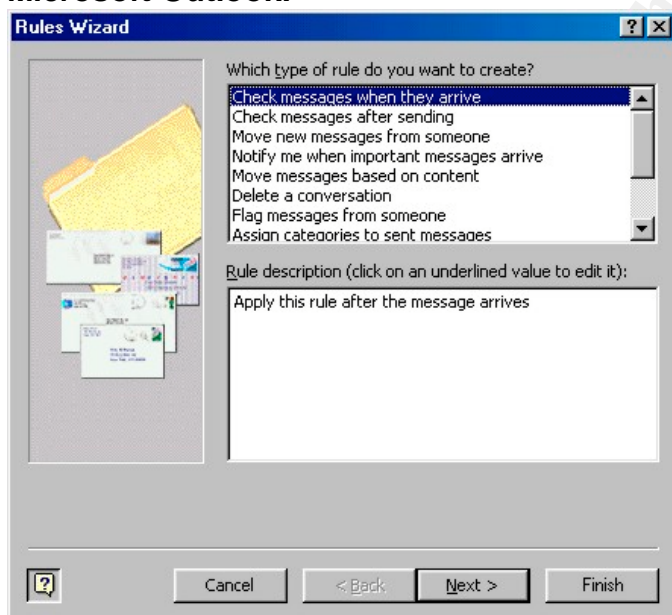 Microsoft Outlook.
Rules Wizard
Which type of rule do you want to create?
Check messages when they arrive
Check messages after sending
Move new messages from someone
Notify me when important messages arrive
Move messages based on content
Delete a conversation
Flag messages from someone
Assign categories to sent messages
Rule description (click on an underlined value to edit it):
Apply this rule after the message arrives
Cancel
< Back
Next >
Finish